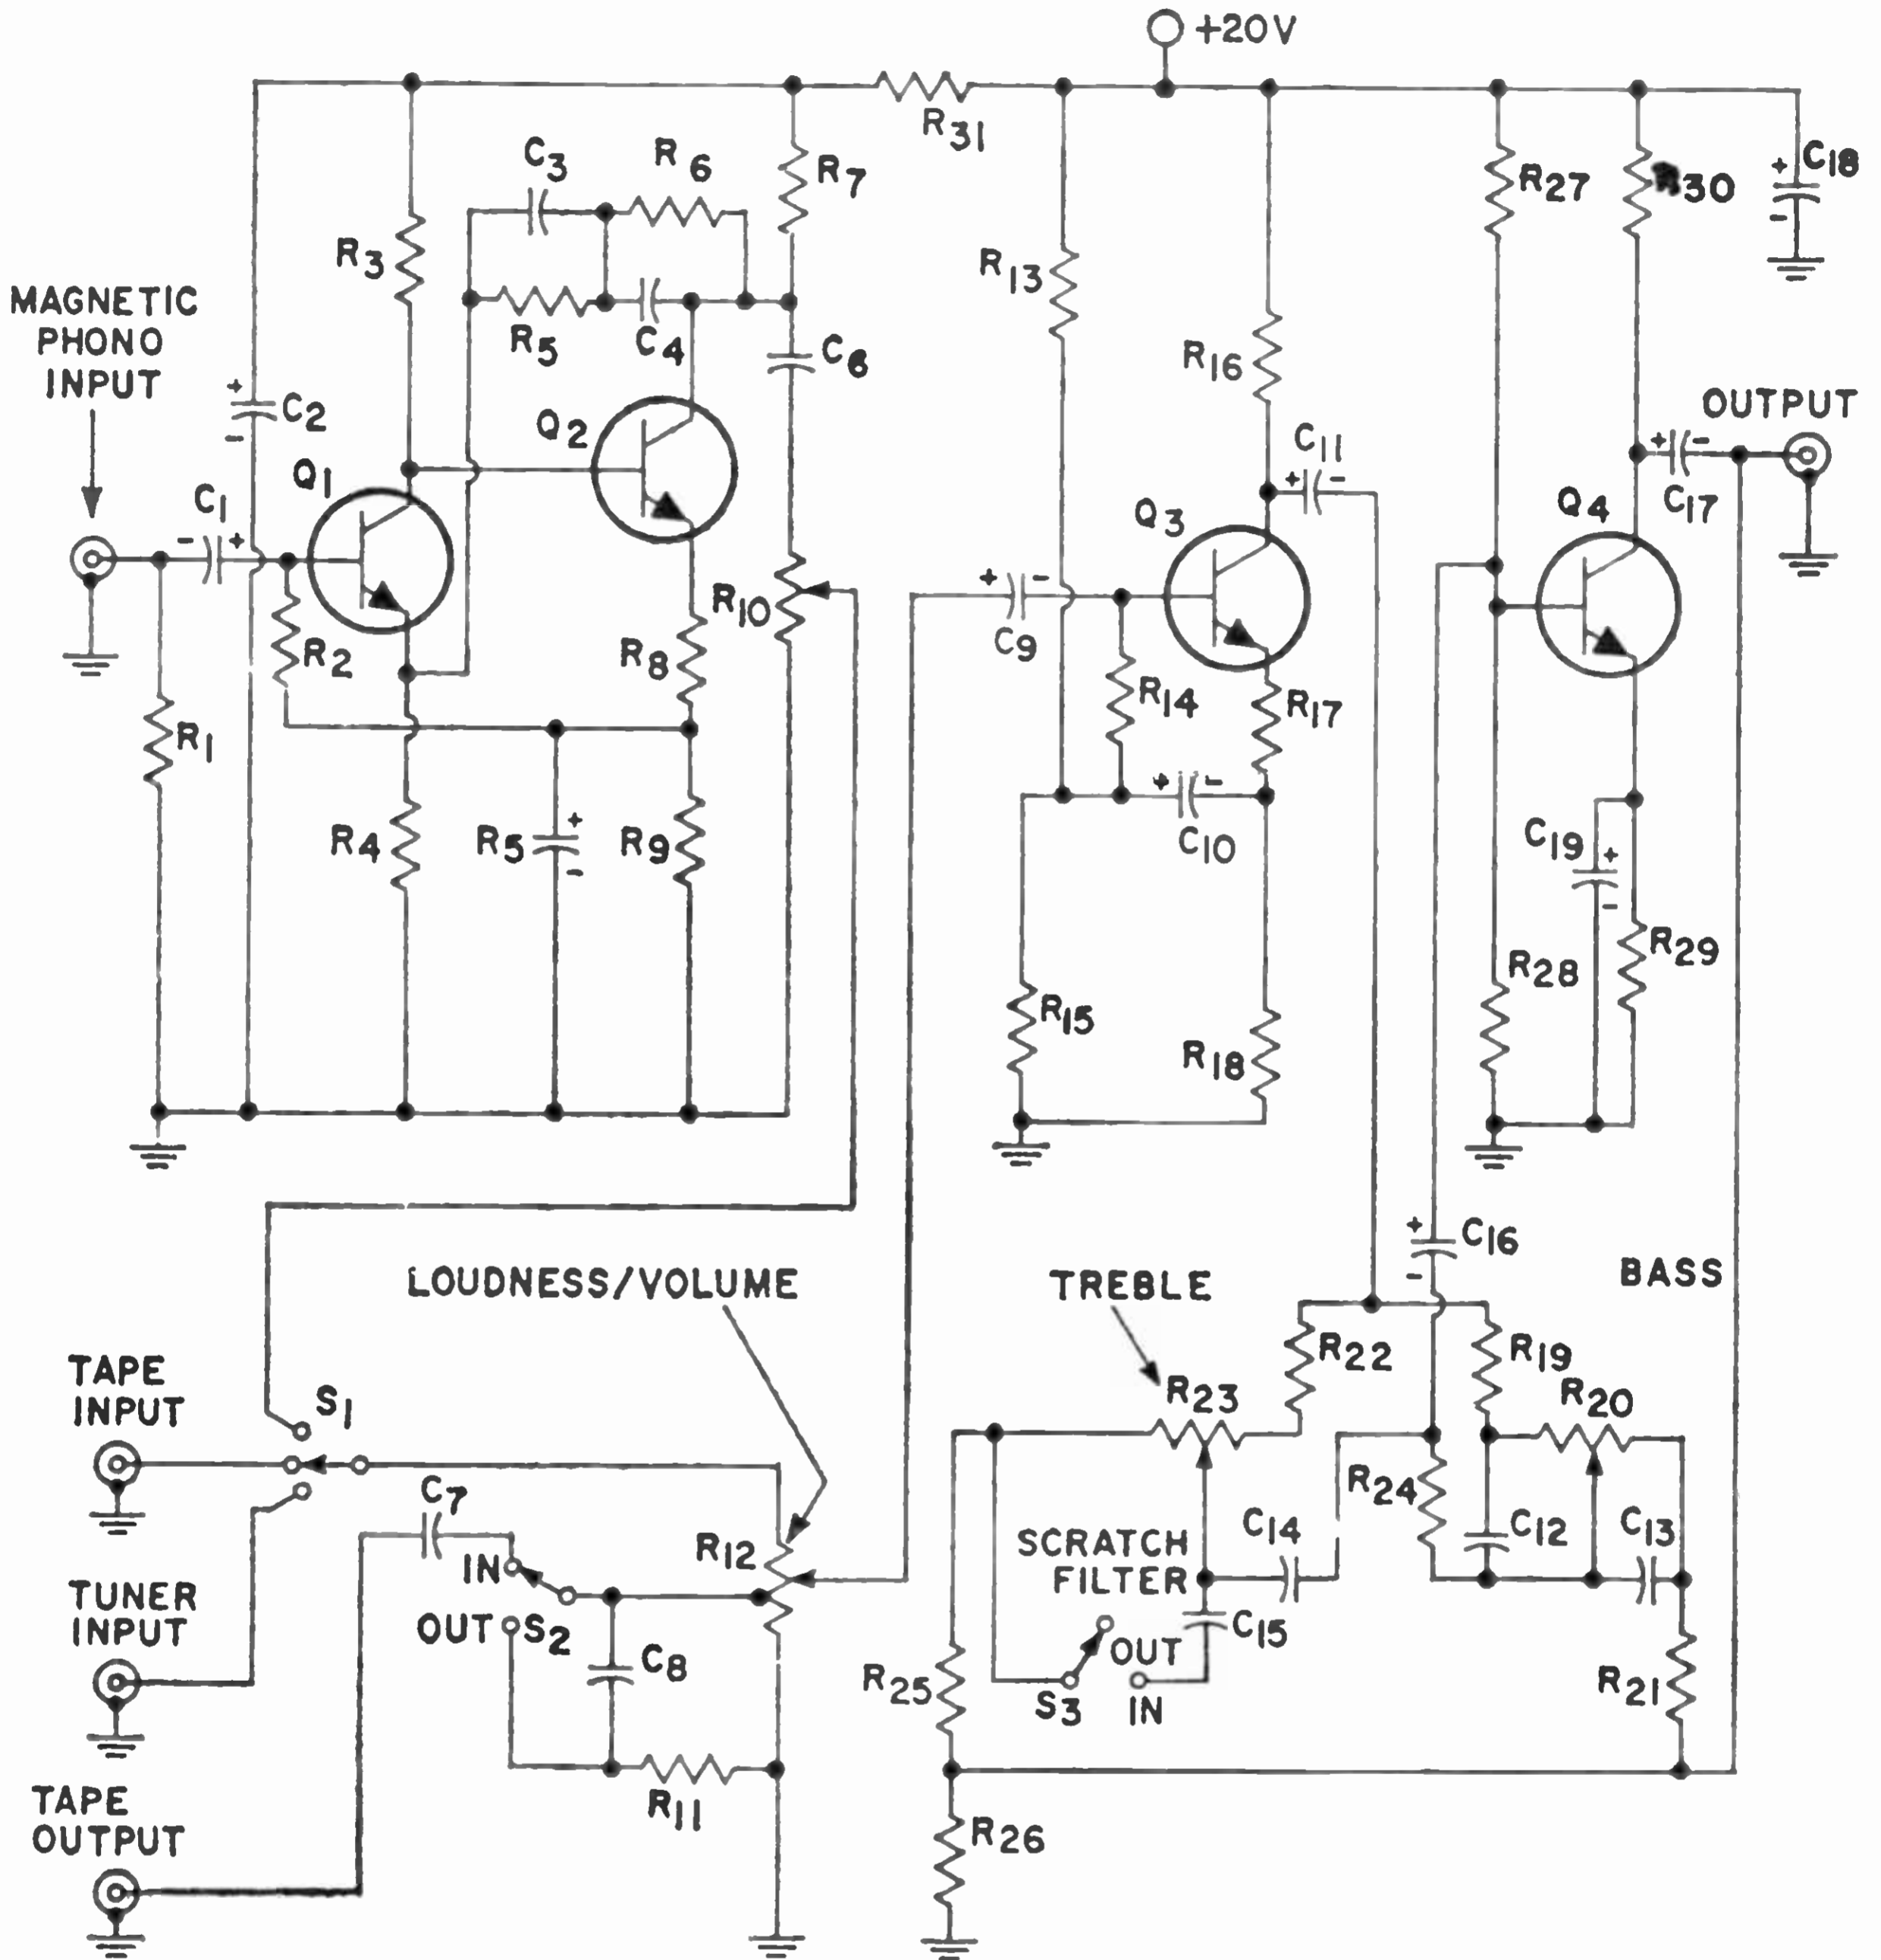 +20V
R31
C3
R6
R7
R27
R30
C18
R3
R13
MAGNETIC
PHONO
INPUT
R5
C4
C6
R16
OUTPUT
C2
Q2
C11
Q1
C1
Q3
Q4
C17
R10
C9
R2
R8
R14
R17
R1
R4
R5
R9
C10
C19
R29
R28
R15
R18
C16
BASS
LOUDNESS/VOLUME
TREBLE
R22
R19
R20
R23
TAPE
INPUT
S1
C7
R24
R12
C14
C12
C13
SCRATCH
FILTER
IN
TUNER
INPUT
OUT
S2
C8
C15
OUT
R25
S3
IN
R21
R11
TAPE
OUTPUT
R26